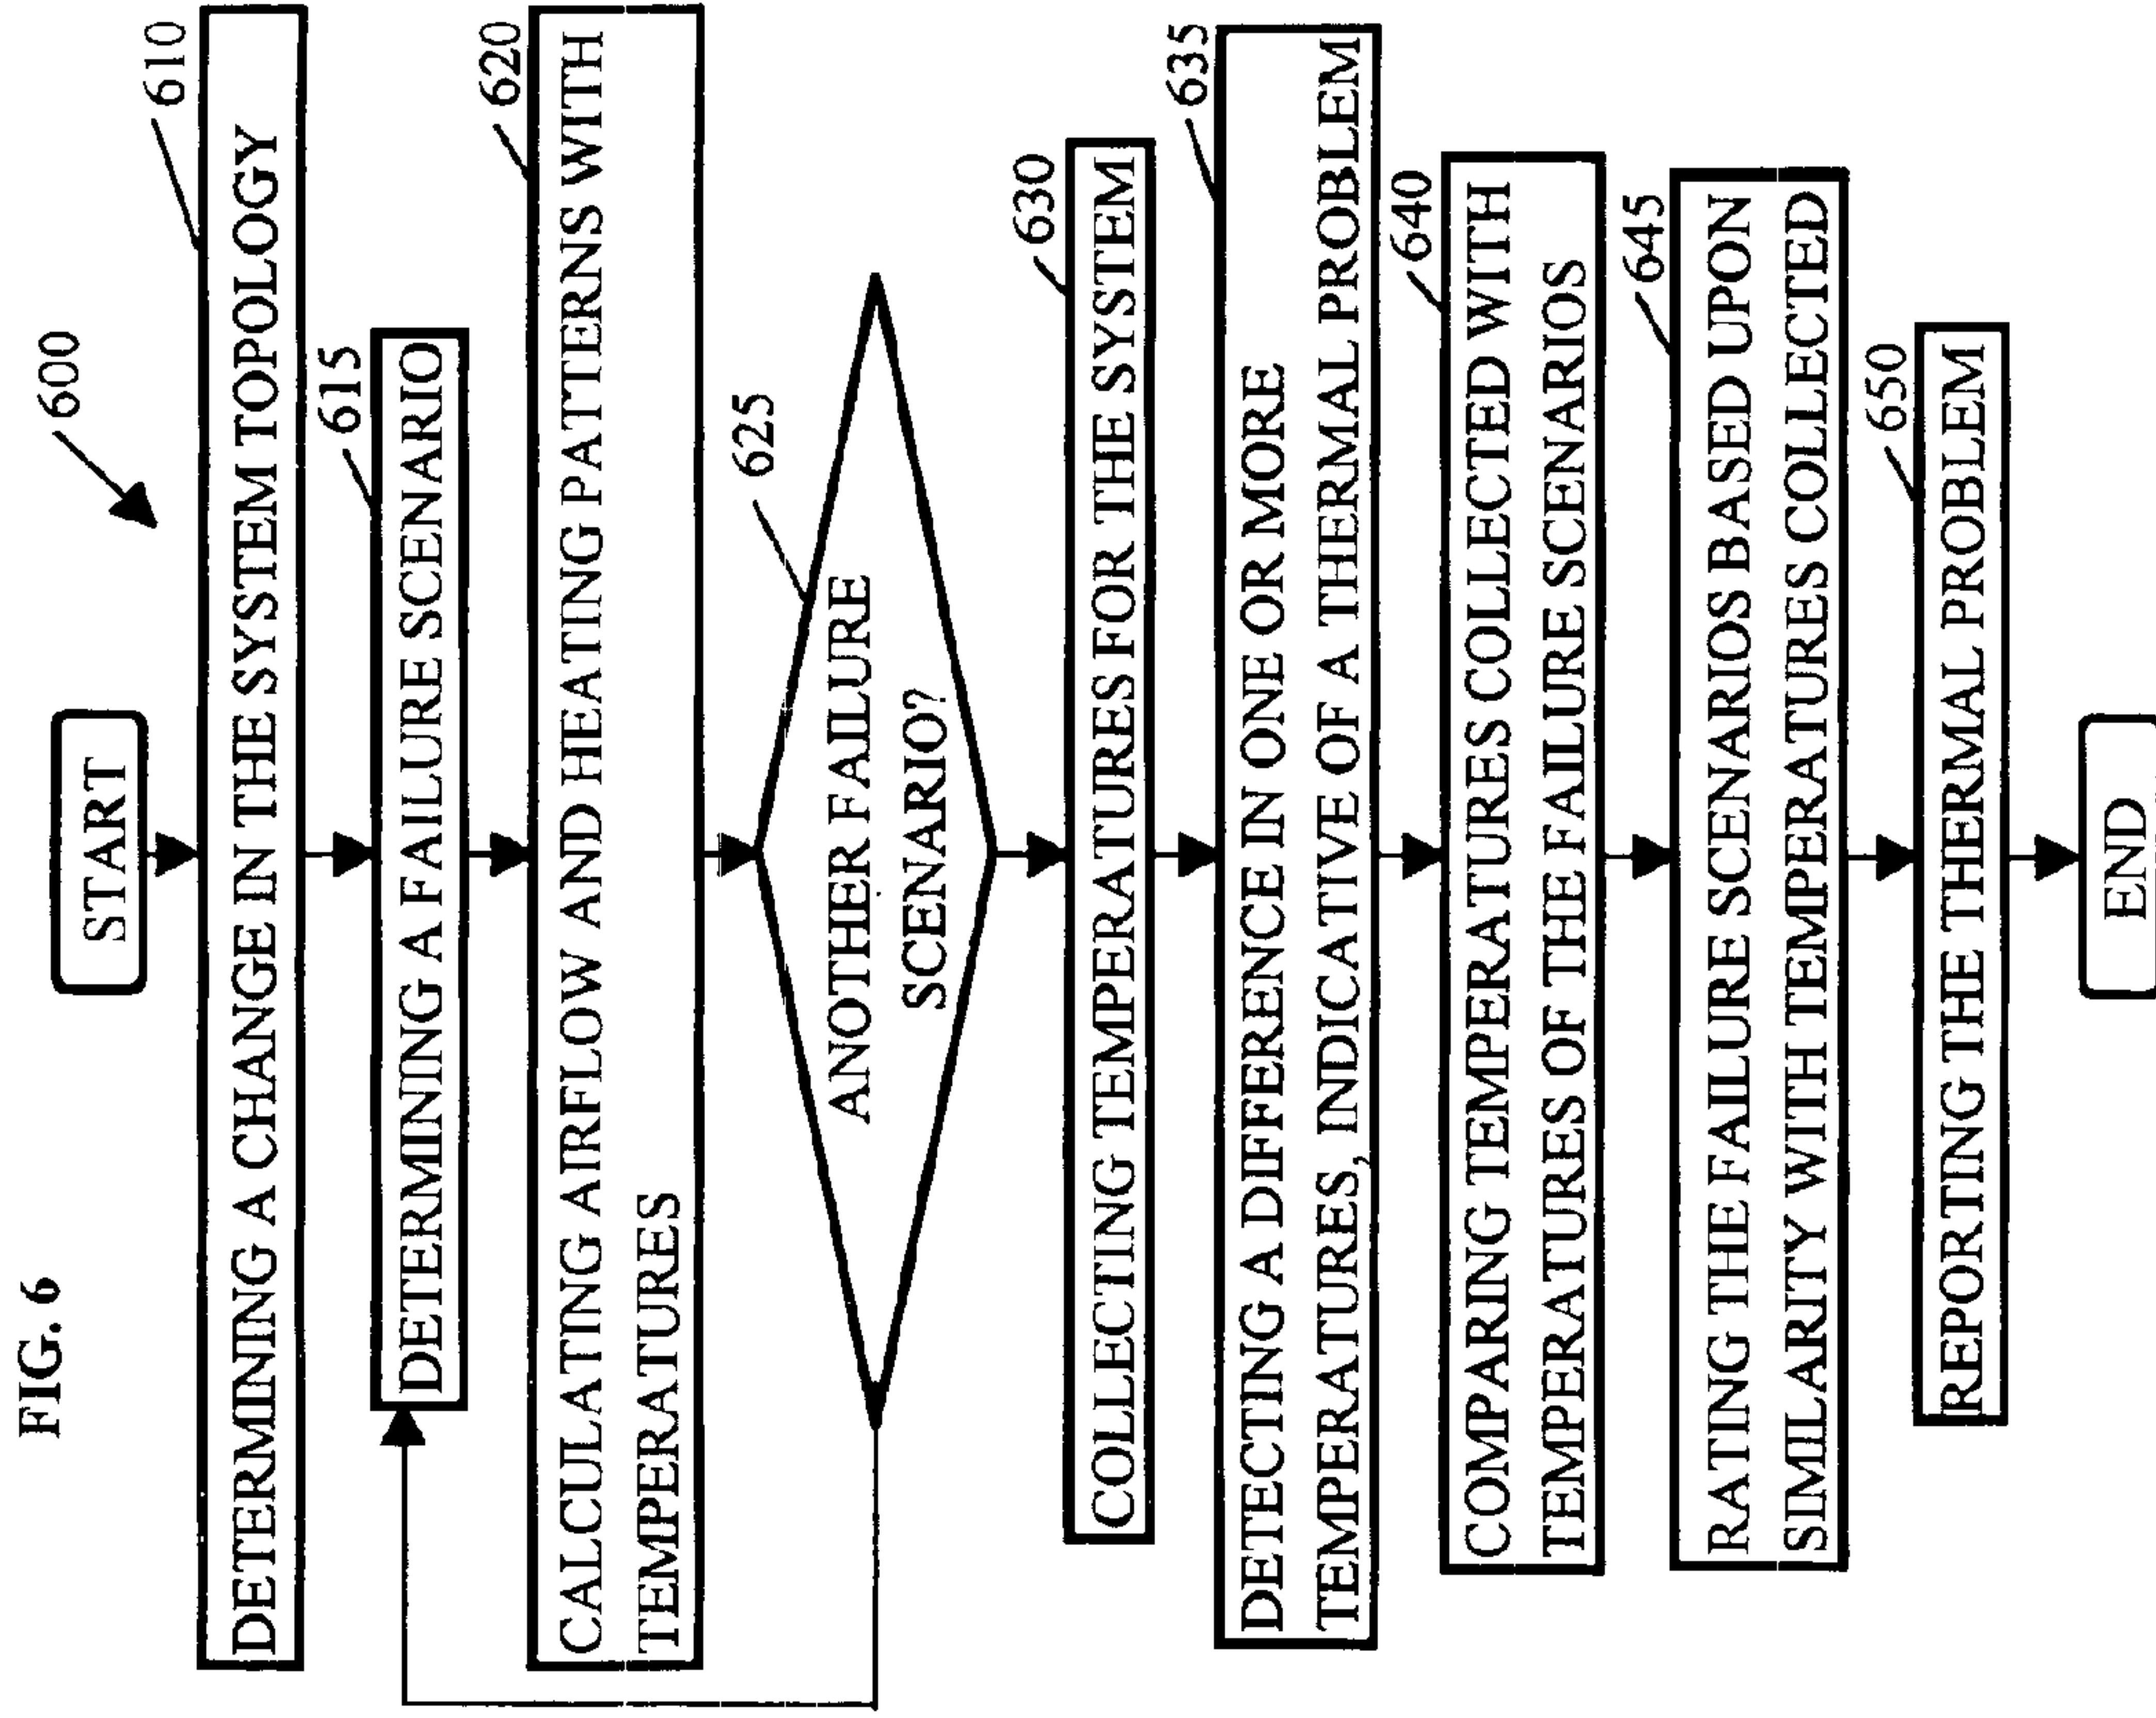 FIG. 6
600
START
610
DETERMINING A CHANGE IN THE SYSTEM TOPOLOGY
615
DETERMINING A FAILURE SCENARIO
620
CALCULATING AIRFLOW AND HEATING PATTERNS WITH
TEMPERATURES
625
ANOTHER FAILURE
SCENARIO?
630
COLLECTING TEMPERATURES FOR THE SYSTEM
635
DETECTING A DIFFERENCE IN ONE OR MORE
TEMPERATURES, INDICATIVE OF A THERMAL PROBLEM
640
COMPARING TEMPERATURES COLLECTED WITH
TEMPERATURES OF THE FAILURE SCENARIOS
645
RATING THE FAILURE SCENARIOS BASED UPON
SIMILARITY WITH TEMPERATURES COLLECTED
650
REPORTING THE THERMAL PROBLEM
END